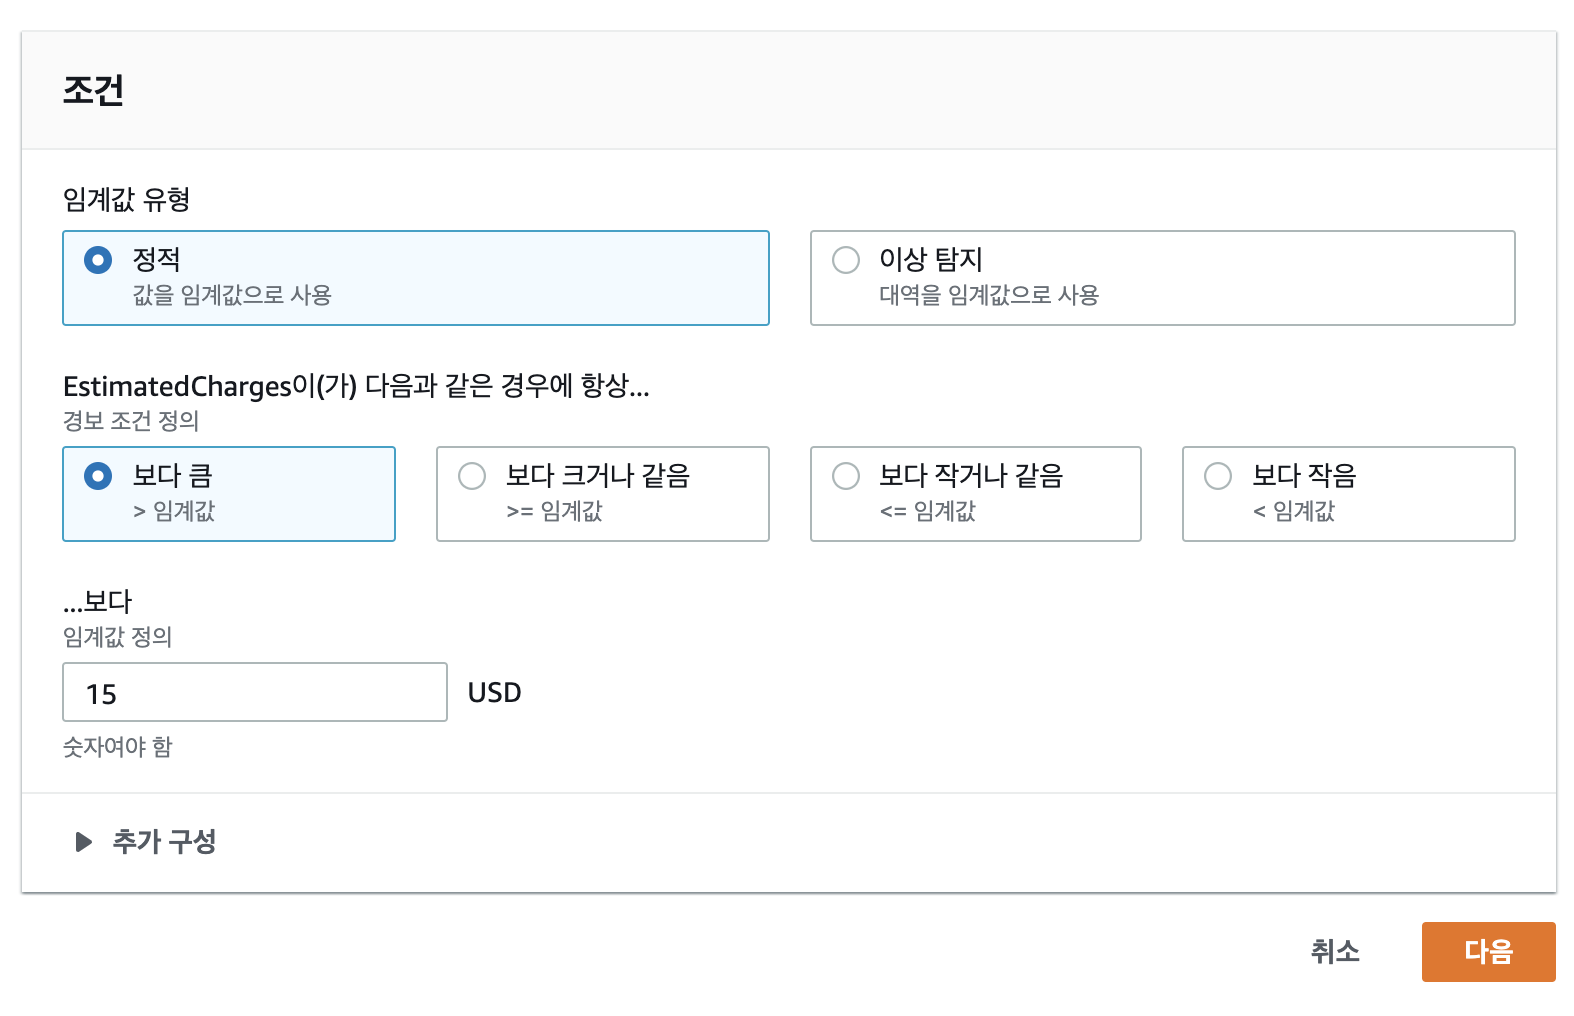 조건
임계값 유형
정적
값을 임계값으로 사용
이상 탐지
대역을 임계값으로 사용
EstimatedCharges이(가) 다음과 같은 경우에 항상...
경보 조건 정의
보다 큼
> 임계값
보다 크거나 같음
>= 임계값
보다 작거나 같음
<= 임계값
보다 작음
< 임계값
...보다
임계값 정의
15 USD
숫자여야 함
추가 구성
취소 다음